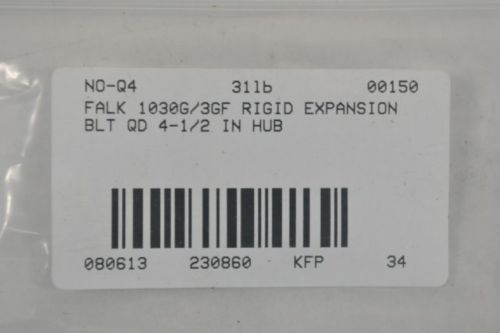 NO-Q4 31lb 00150
FALK 1030G/3GF RIGID EXPANSION
BLT QD 4-1/2 IN HUB
080613 230860 KFP 34